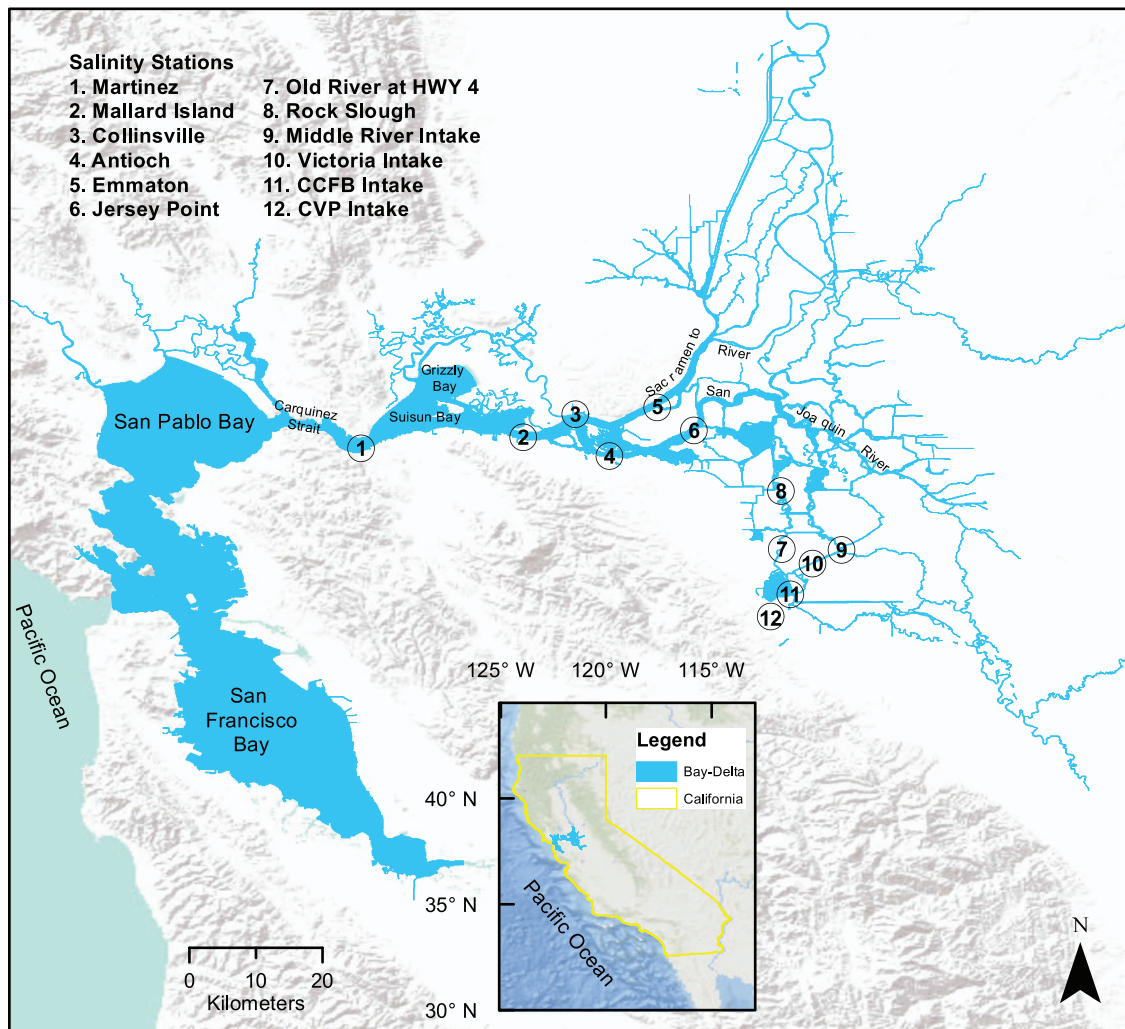 Salinity Stations
1. Martinez
2. Mallard Island
3. Collinsville
4. Antioch
5. Emmaton
6. Jersey Point
7. Old River at HWY 4
8. Rock Slough
9. Middle River Intake
10. Victoria Intake
11. CCFB Intake
12. CVP Intake
Sac ramen to
River
San
Joa quin
River
Grizzly
Bay
Suisun Bay
Carquinez
Strait
San Pablo Bay
1
2
3
4
5
6
8
7
9
10
11
12
Pacific Ocean
San
Francisco
Bay
125° W
120° W
115° W
Legend
Bay-Delta
California
40° N
35° N
30° N
Pacific Ocean
0
20
Kilometers
N